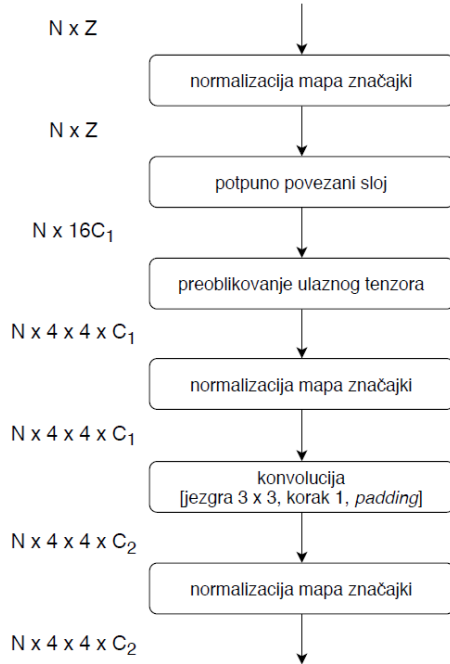 N x Z
normalizacija mapa značajki
N x Z
potpuno povezani sloj
N x 16C₁
preoblikovanje ulaznog tenzora
N x 4 x 4 x C₁
normalizacija mapa značajki
N x 4 x 4 x C₁
konvolucija
[jezgra 3 x 3, korak 1, padding]
N x 4 x 4 x C₂
normalizacija mapa značajki
N x 4 x 4 x C₂